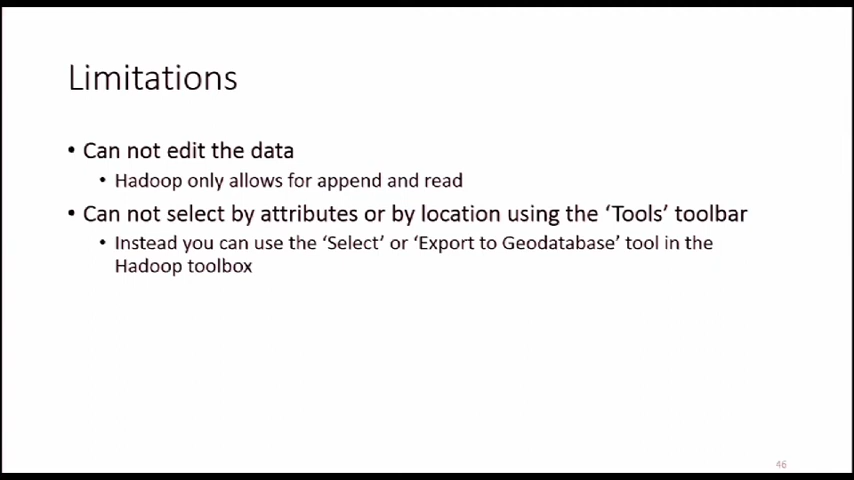 Limitations
• Can not edit the data
• Hadoop only allows for append and read
• Can not select by attributes or by location using the ‘Tools’ toolbar
• Instead you can use the ‘Select’ or ‘Export to Geodatabase’ tool in the
Hadoop toolbox
46